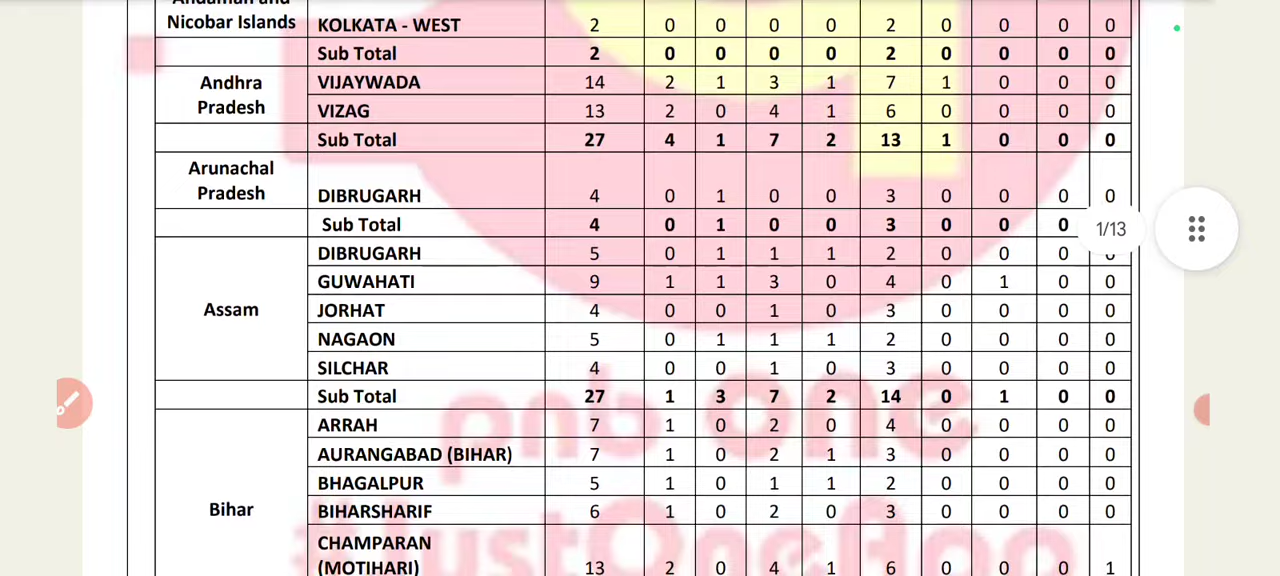 Andaman and
Nicobar Islands KOLKATA - WEST 2 0 0 0 0 2 0 0 0 0
Sub Total 2 0 0 0 0 2 0 0 0 0
Andhra Pradesh VIJAYWADA 14 2 1 3 1 7 1 0 0 0
VIZAG 13 2 0 4 1 6 0 0 0 0
Sub Total 27 4 1 7 2 13 1 0 0 0
Arunachal
Pradesh
DIBRUGARH 4 0 1 0 0 3 0 0 0 0
Sub Total 4 0 1 0 0 3 0 0 0
1/13
DIBRUGARH 5 0 1 1 1 2 0 0 0 0
GUWAHATI 9 1 1 3 0 4 0 1 0 0
Assam JORHAT 4 0 0 1 0 3 0 0 0 0
NAGAON 5 0 1 1 1 2 0 0 0 0
SILCHAR 4 0 0 1 0 3 0 0 0 0
Sub Total 27 1 3 7 2 14 0 1 0 0
ARRAH 7 1 0 2 0 4 0 0 0 0
AURANGABAD (BIHAR) 7 1 0 2 1 3 0 0 0 0
BHAGALPUR 5 1 0 1 1 2 0 0 0 0
Bihar BIHARSHARIF 6 1 0 2 0 3 0 0 0 0
CHAMPARAN
(MOTIHARI) 13 2 0 4 1 6 0 0 0 1
pnb one
#JustOneApp